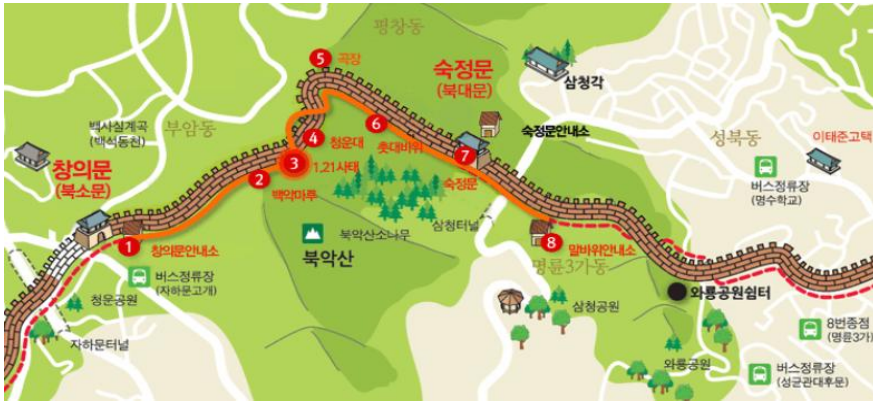 평창동
5 곡장
숙정문
(북대문)
삼청각
백사실계곡
(백석동천)
부암동
6
4 청운대
촛대바위
숙정문안내소
성북동
이태준고택
창의문
(북소문)
3
1.21사태
7
2
백악마루
숙정문
버스정류장
(명수학교)
삼청터널
1
창의문안내소
북악산소나무
북악산
8
말바위안내소
명륜3가동
버스정류장
(자하문고개)
청운공원
자하문터널
삼청공원
와룡공원쉼터
8번종점
(명륜3가)
와룡공원
버스정류장
(성균관대후문)